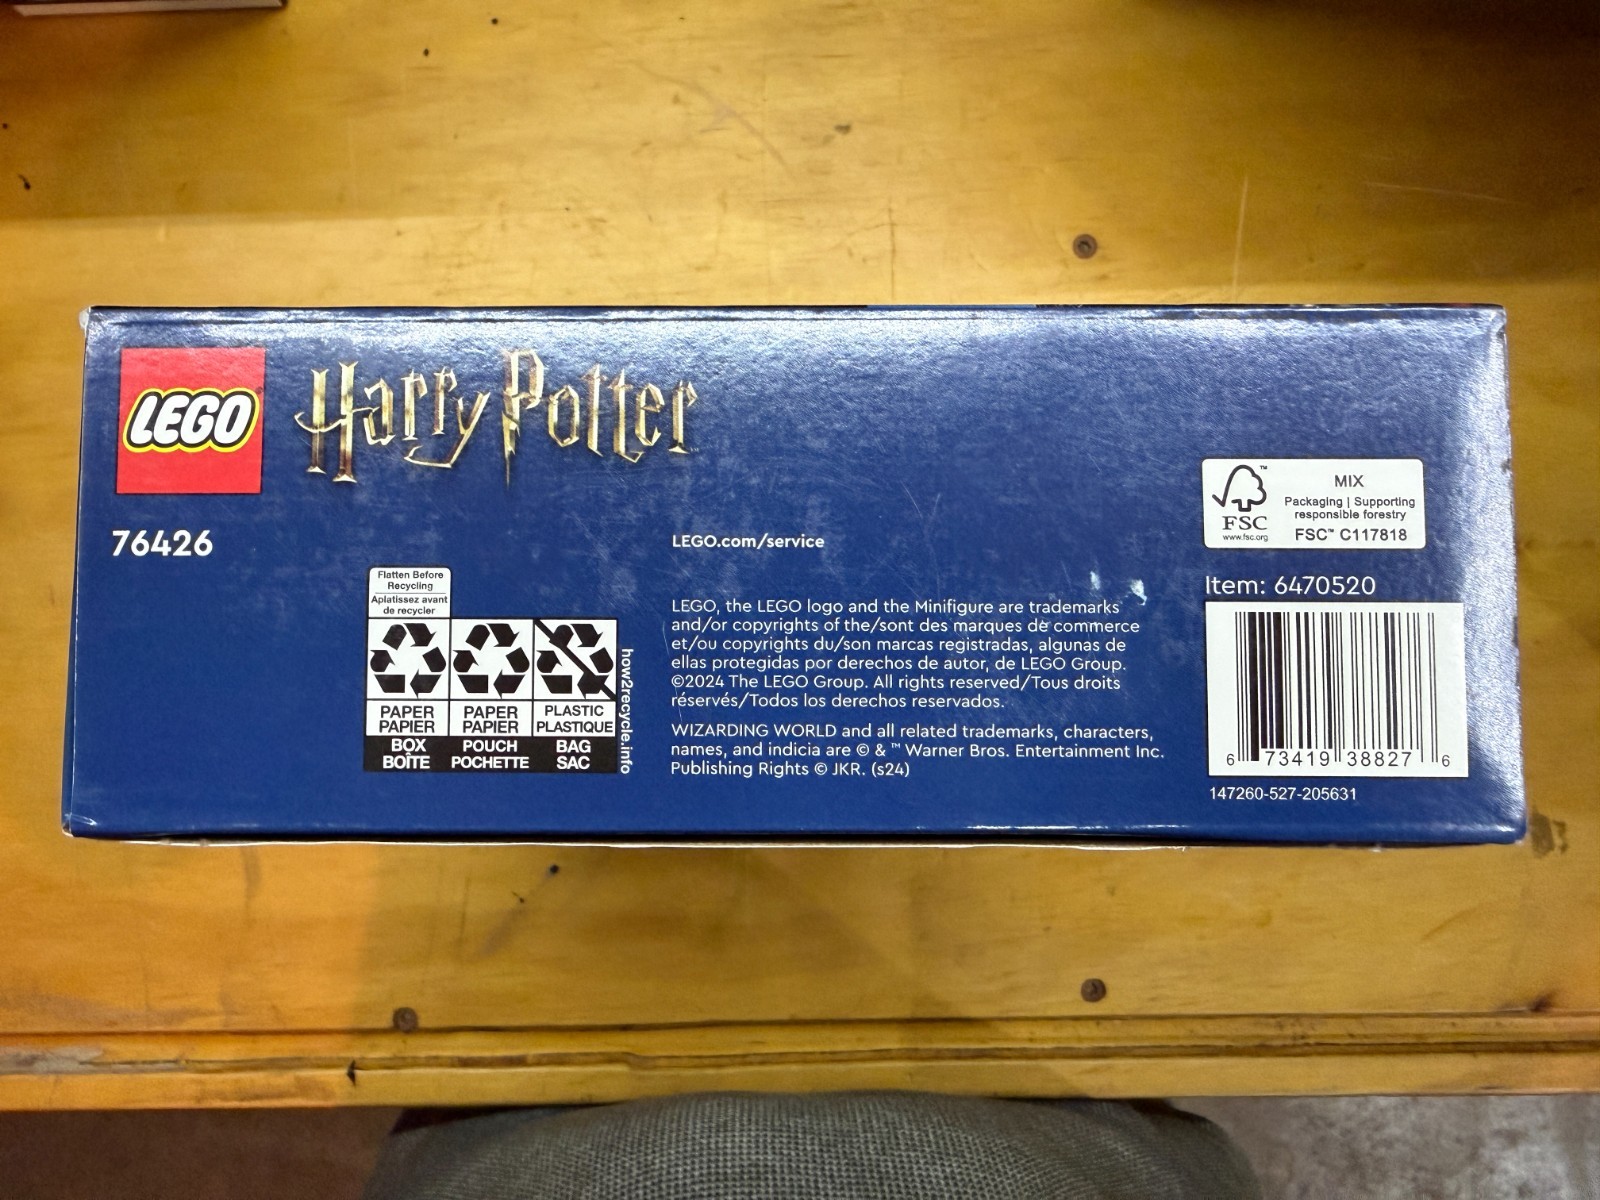 LEGO
Harry Potter
76426
Flatten Before
Recycling
Aplatissez avant
de recycler
PAPER
PAPIER
BOX
BOÎTE
PAPER
PAPIER
POUCH
POCHETTE
PLASTIC
PLASTIQUE
BAG
SAC
how2recycle.info
LEGO.com/service
LEGO, the LEGO logo and the Minifigure are trademarks
and/or copyrights of the/sont des marques de commerce
et/ou copyrights du/son marcas registradas, algunas de
ellas protegidas por derechos de autor, de LEGO Group.
©2024 The LEGO Group. All rights reserved/Tous droits
réservés/Todos los derechos reservados.
WIZARDING WORLD and all related trademarks, characters,
names, and indicia are © & ™ Warner Bros. Entertainment Inc.
Publishing Rights © JKR. (s24)
FSC
www.fsc.org
MIX
Packaging | Supporting
responsible forestry
FSC™ C117818
Item: 6470520
6 73419 38827 6
147260-527-205631